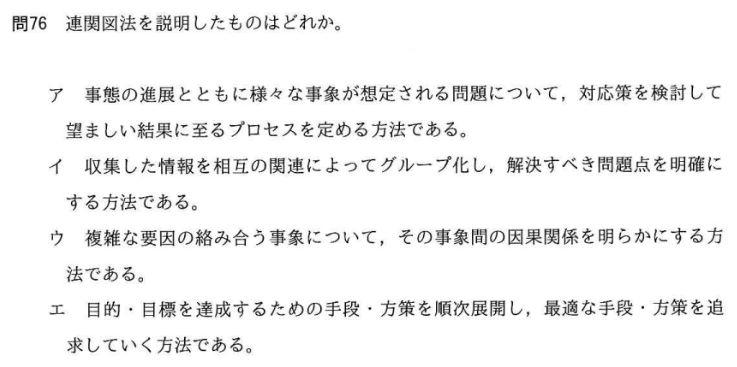 問76　連関図法を説明したものはどれか。
ア　事態の進展とともに様々な事象が想定される問題について，対応策を検討して
望ましい結果に至るプロセスを定める方法である。
イ　収集した情報を相互の関連によってグループ化し，解決すべき問題点を明確に
する方法である。
ウ　複雑な要因の絡み合う事象について，その事象間の因果関係を明らかにする方
法である。
エ　目的・目標を達成するための手段・方策を順次展開し，最適な手段・方策を追
求していく方法である。